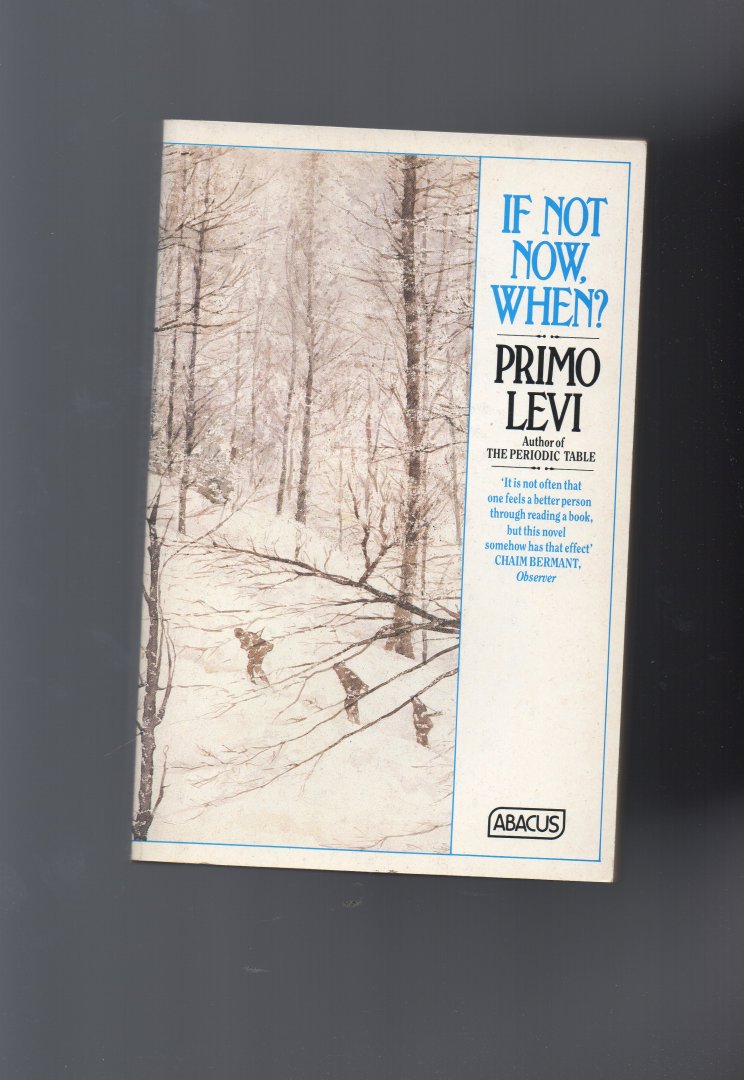 IF NOT
NOW,
WHEN?
PRIMO
LEVI
Author of
THE PERIODIC TABLE
‘It is not often that
one feels a better person
through reading a book,
but this novel
somehow has that effect’
CHAIM BERMANT,
Observer
ABACUS